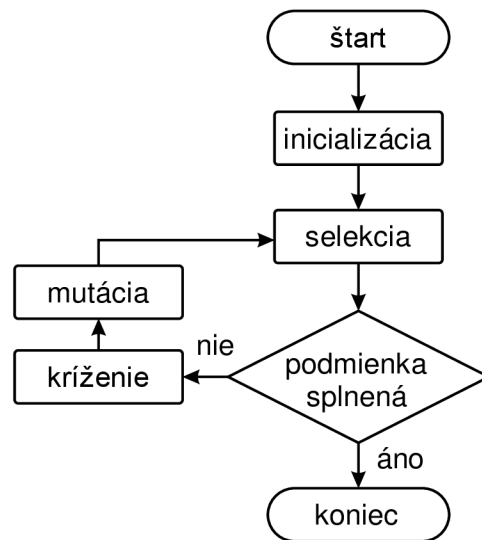 štart
inicializácia
selekcia
mutácia
nie
kríženie
podmienka
splnená
áno
koniec